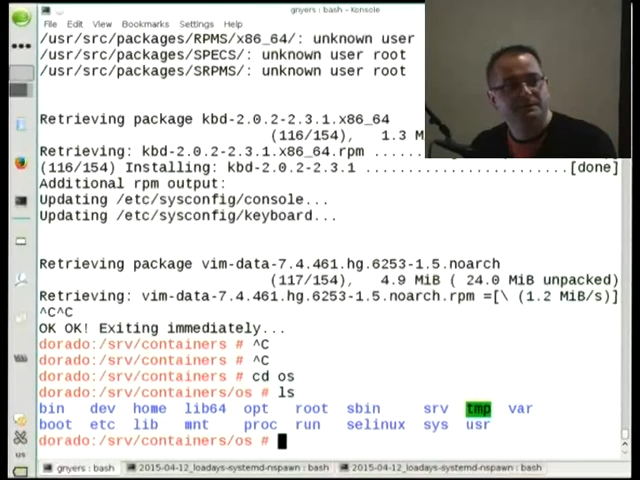 gnyers : bash - Konsole
File Edit View Bookmarks Settings Help
/usr/src/packages/RPMS/x86_64/: unknown user
/usr/src/packages/SPECS/: unknown user root
/usr/src/packages/SRPMS/: unknown user root
Retrieving package kbd-2.0.2-2.3.1.x86_64
(116/154), 1.3 M
Retrieving: kbd-2.0.2-2.3.1.x86_64.rpm ......
(116/154) Installing: kbd-2.0.2-2.3.1 ........................[done]
Additional rpm output:
Updating /etc/sysconfig/console...
Updating /etc/sysconfig/keyboard...
Retrieving package vim-data-7.4.461.hg.6253-1.5.noarch
(117/154), 4.9 MiB ( 24.0 MiB unpacked)
Retrieving: vim-data-7.4.461.hg.6253-1.5.noarch.rpm =[\ (1.2 MiB/s)]
^C^C
OK OK! Exiting immediately...
dorado:/srv/containers # ^C
dorado:/srv/containers # ^C
dorado:/srv/containers # cd os
dorado:/srv/containers/os # ls
bin dev home lib64 opt root sbin srv tmp var
boot etc lib mnt proc run selinux sys usr
dorado:/srv/containers/os #
us
gnyers : bash 2015-04-12_loadays-systemd-nspawn : bash 2015-04-12_loadays-systemd-nspawn : bash